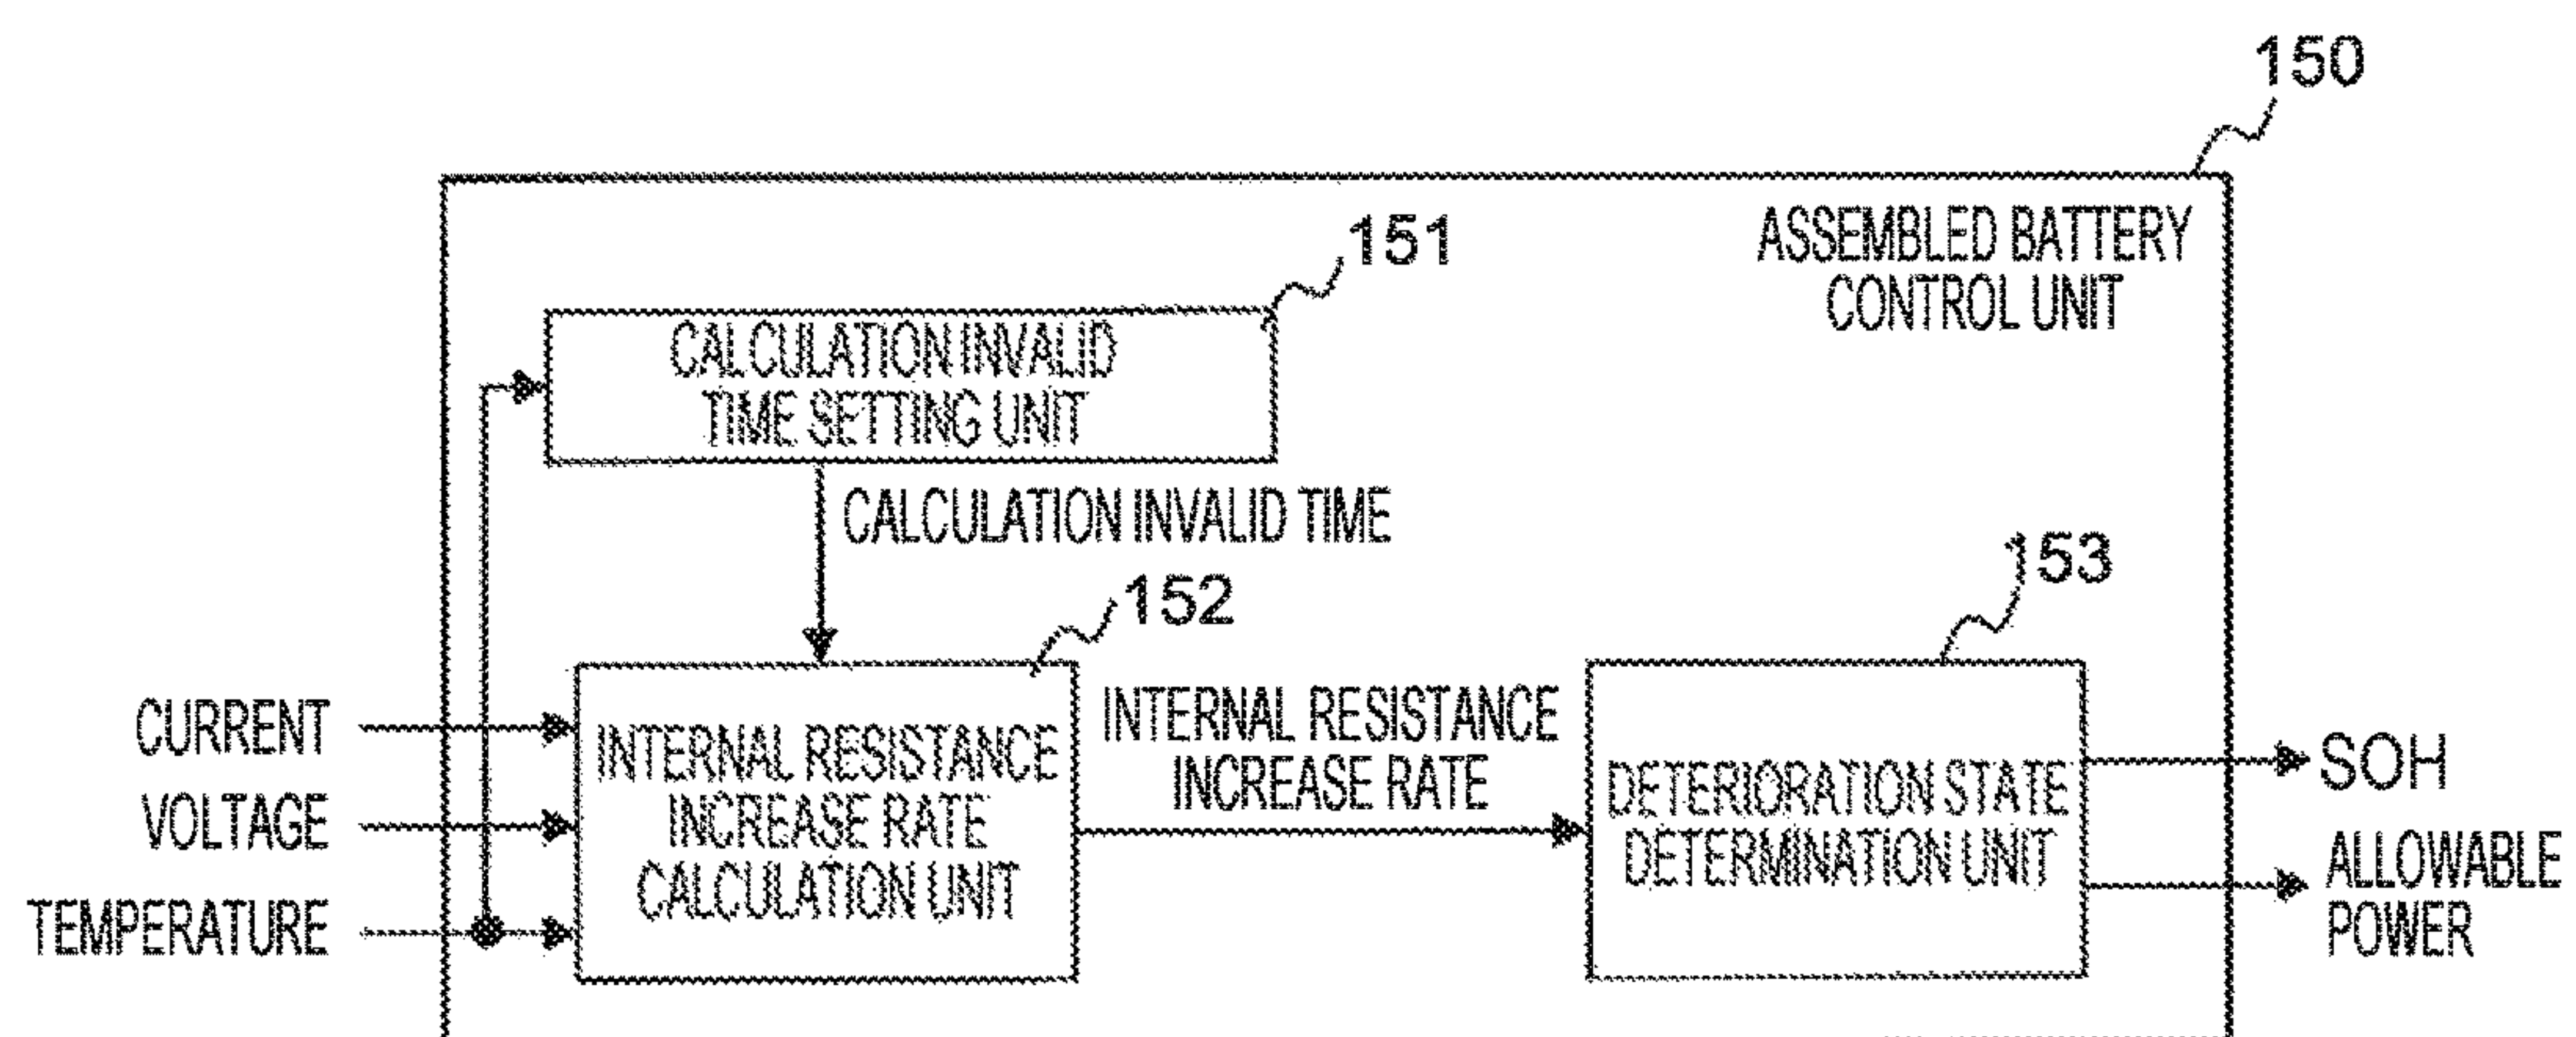 150
ASSEMBLED BATTERY
CONTROL UNIT
151
CALCULATION INVALID
TIME SETTING UNIT
CALCULATION INVALID TIME
152
153
CURRENT
VOLTAGE
TEMPERATURE
INTERNAL RESISTANCE
INCREASE RATE
CALCULATION UNIT
INTERNAL RESISTANCE
INCREASE RATE
DETERIORATION STATE
DETERMINATION UNIT
SOH
ALLOWABLE
POWER